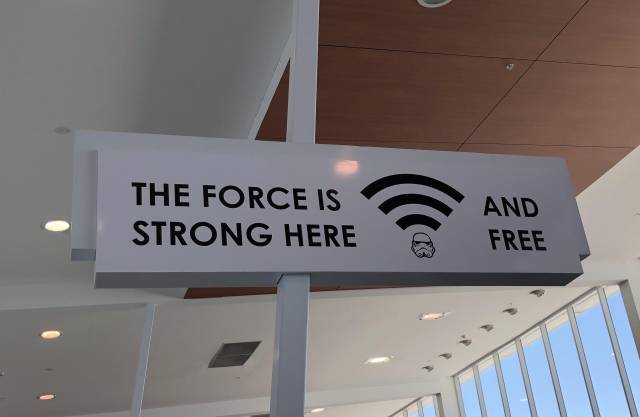 THE FORCE IS
STRONG HERE
AND
FREE